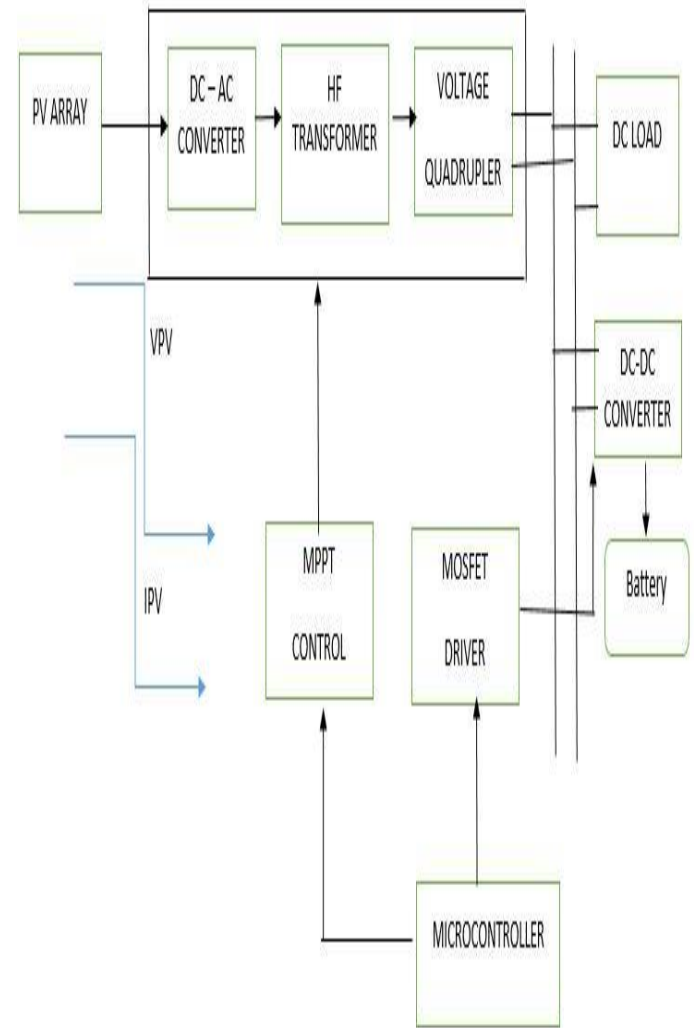 PV ARRAY
DC – AC
CONVERTER
HF
TRANSFORMER
VOLTAGE
QUADRUPLER
DC LOAD
VPV
DC-DC
CONVERTER
IPV
MPPT
CONTROL
MOSFET
DRIVER
Battery
MICROCONTROLLER